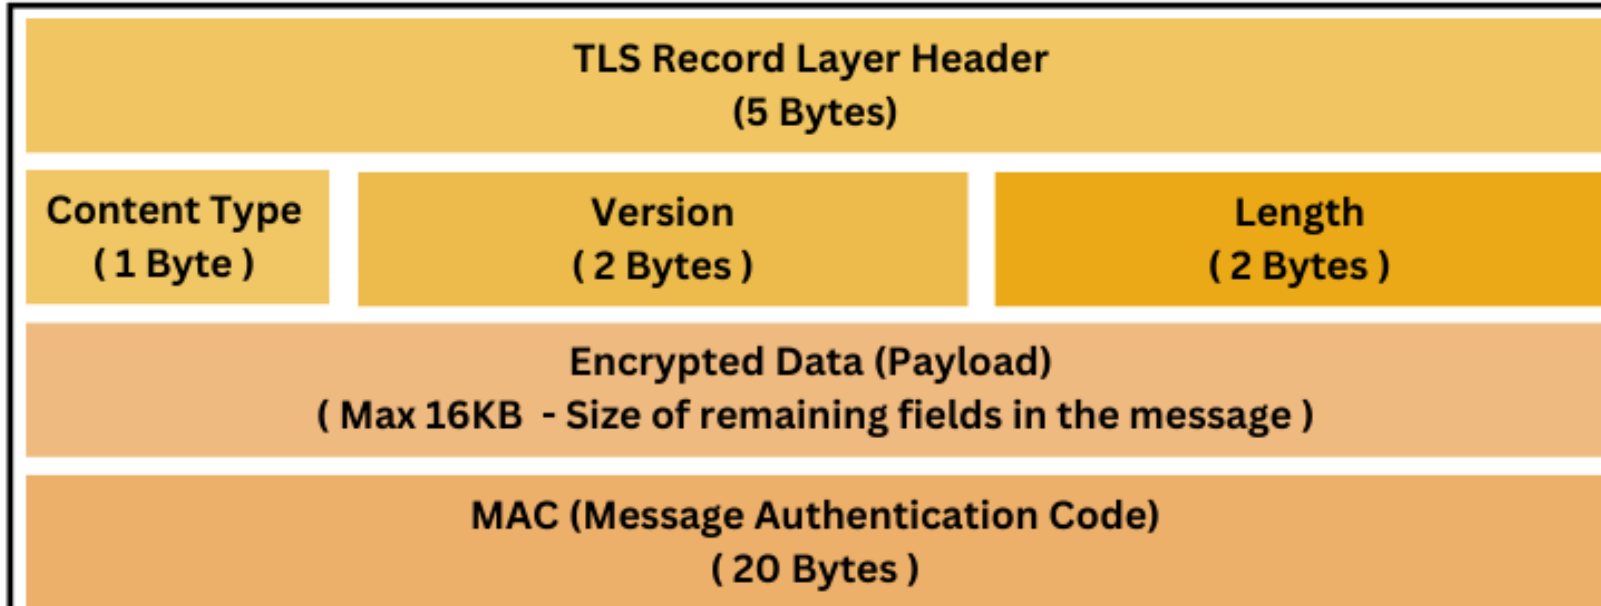 TLS Record Layer Header
(5 Bytes)
Content Type
( 1 Byte )
Version
( 2 Bytes )
Length
( 2 Bytes )
Encrypted Data (Payload)
( Max 16KB  - Size of remaining fields in the message )
MAC (Message Authentication Code)
( 20 Bytes )